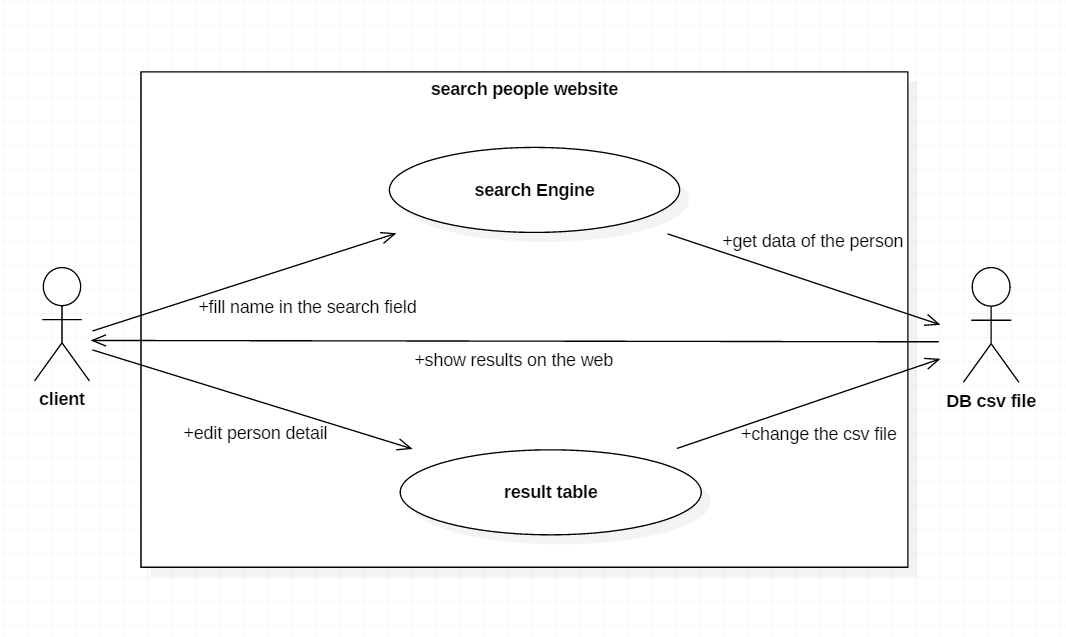 search people website
search Engine
+get data of the person
+fill name in the search field
+show results on the web
client
DB csv file
+edit person detail
+change the csv file
result table